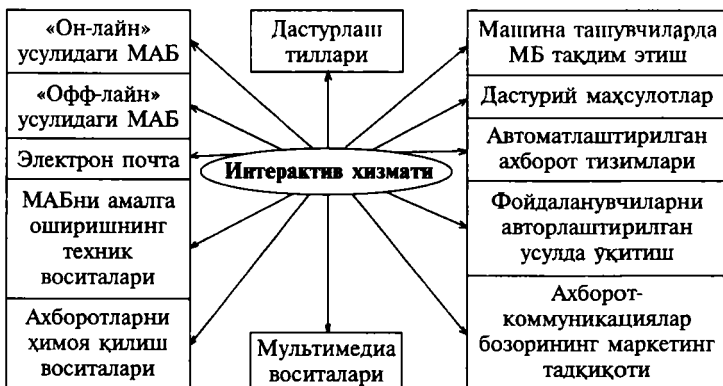 «Он-лайн»
усулидаги МАБ
«Офф-лайн»
усулидаги МАБ
Электрон почта
МАБни амалга
оширишнинг
техник
воситалари
Ахборотларни
ҳимоя қилиш
воситалари
Дастурлаш
тиллари
Интерактив хизмати
Мультимедиа
воситалари
Машина ташувчиларда
МБ тақдим этиш
Дастурий маҳсулотлар
Автоматлаштирилган
ахборот тизимлари
Фойдаланувчиларни
авторлаштирилган
усулда ўқитиш
Ахборот-
коммуникациялар
бозорининг маркетинг
тадқиқоти